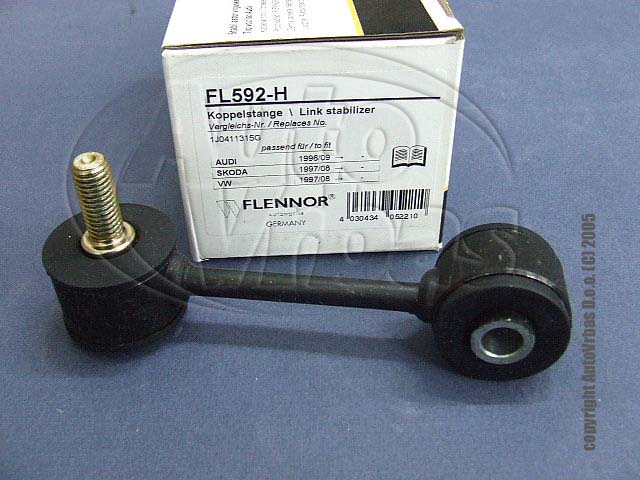 FL592-H
Koppelstange \ Link stabilizer
Vergleichs-Nr. / Replaces No.
1J0411315G
passend für / to fit
AUDI 1996/09 → -
SKODA 1997/08 → -
VW 1997/08 → -
FLENNOR®
AUTOMOTIVE
GERMANY
4 030434 052210
copyright AutoVrbas D.o.o. (C) 2005